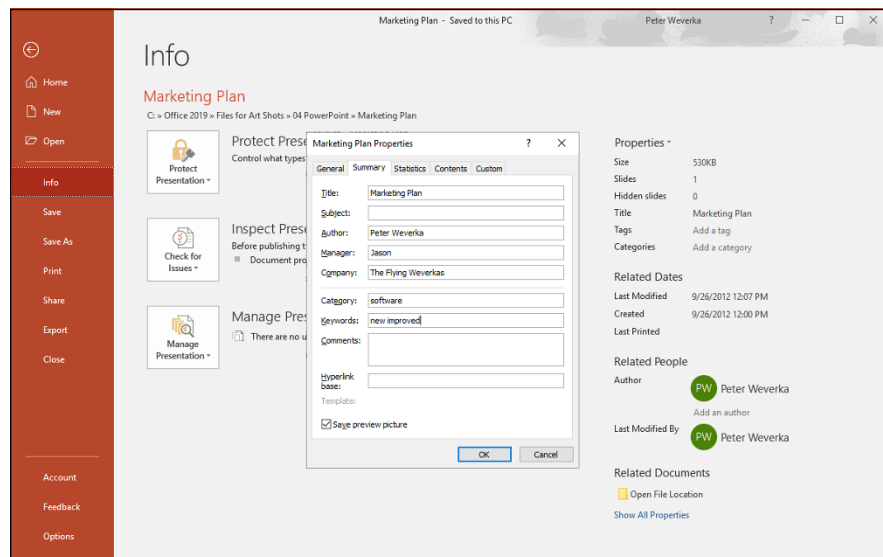 Marketing Plan - Saved to this PC
Peter Weverka
?
Info
Home
New
Open
Info
Save
Save As
Print
Share
Export
Close
Account
Feedback
Options
Marketing Plan
C: » Office 2019 » Files for Art Shots » 04 PowerPoint » Marketing Plan
Protect
Presentation
Protect
Control what types
Check for
Issues
Inspect
Before publishing
Document
Manage
Presentation
Manage
There are no
Marketing Plan Properties
?
General Summary Statistics Contents Custom
Title: Marketing Plan
Subject:
Author: Peter Weverka
Manager: Jason
Company: The Flying Weverkas
Category: software
Keywords: new improved
Comments:
Hyperlink
base:
Template:
Save preview picture
OK Cancel
Properties
Size 530KB
Slides 1
Hidden slides 0
Title Marketing Plan
Tags Add a tag
Categories Add a category
Related Dates
Last Modified 9/26/2012 12:07 PM
Created 9/26/2012 12:00 PM
Last Printed
Related People
Author
PW Peter Weverka
Add an author
Last Modified By
PW Peter Weverka
Related Documents
Open File Location
Show All Properties